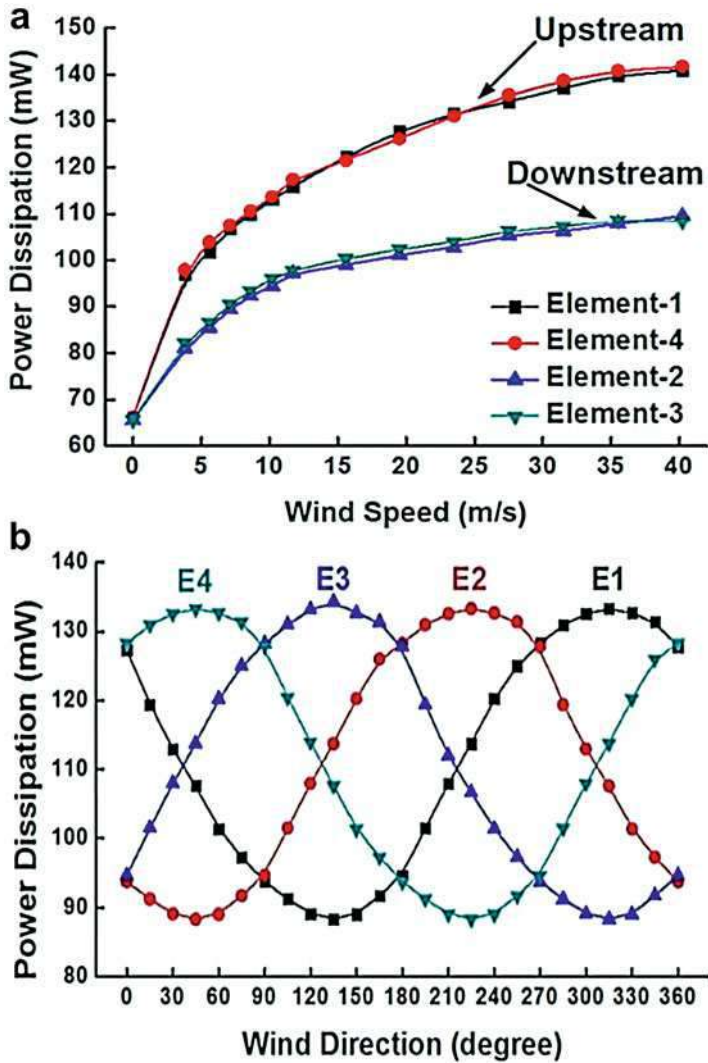 a
Power Dissipation (mW)
150
140
130
120
110
100
90
80
70
60
Upstream
Downstream
Element-1
Element-4
Element-2
Element-3
0 5 10 15 20 25 30 35 40
Wind Speed (m/s)
b
Power Dissipation (mW)
140
130
120
110
100
90
80
E4 E3 E2 E1
0 30 60 90 120 150 180 210 240 270 300 330 360
Wind Direction (degree)